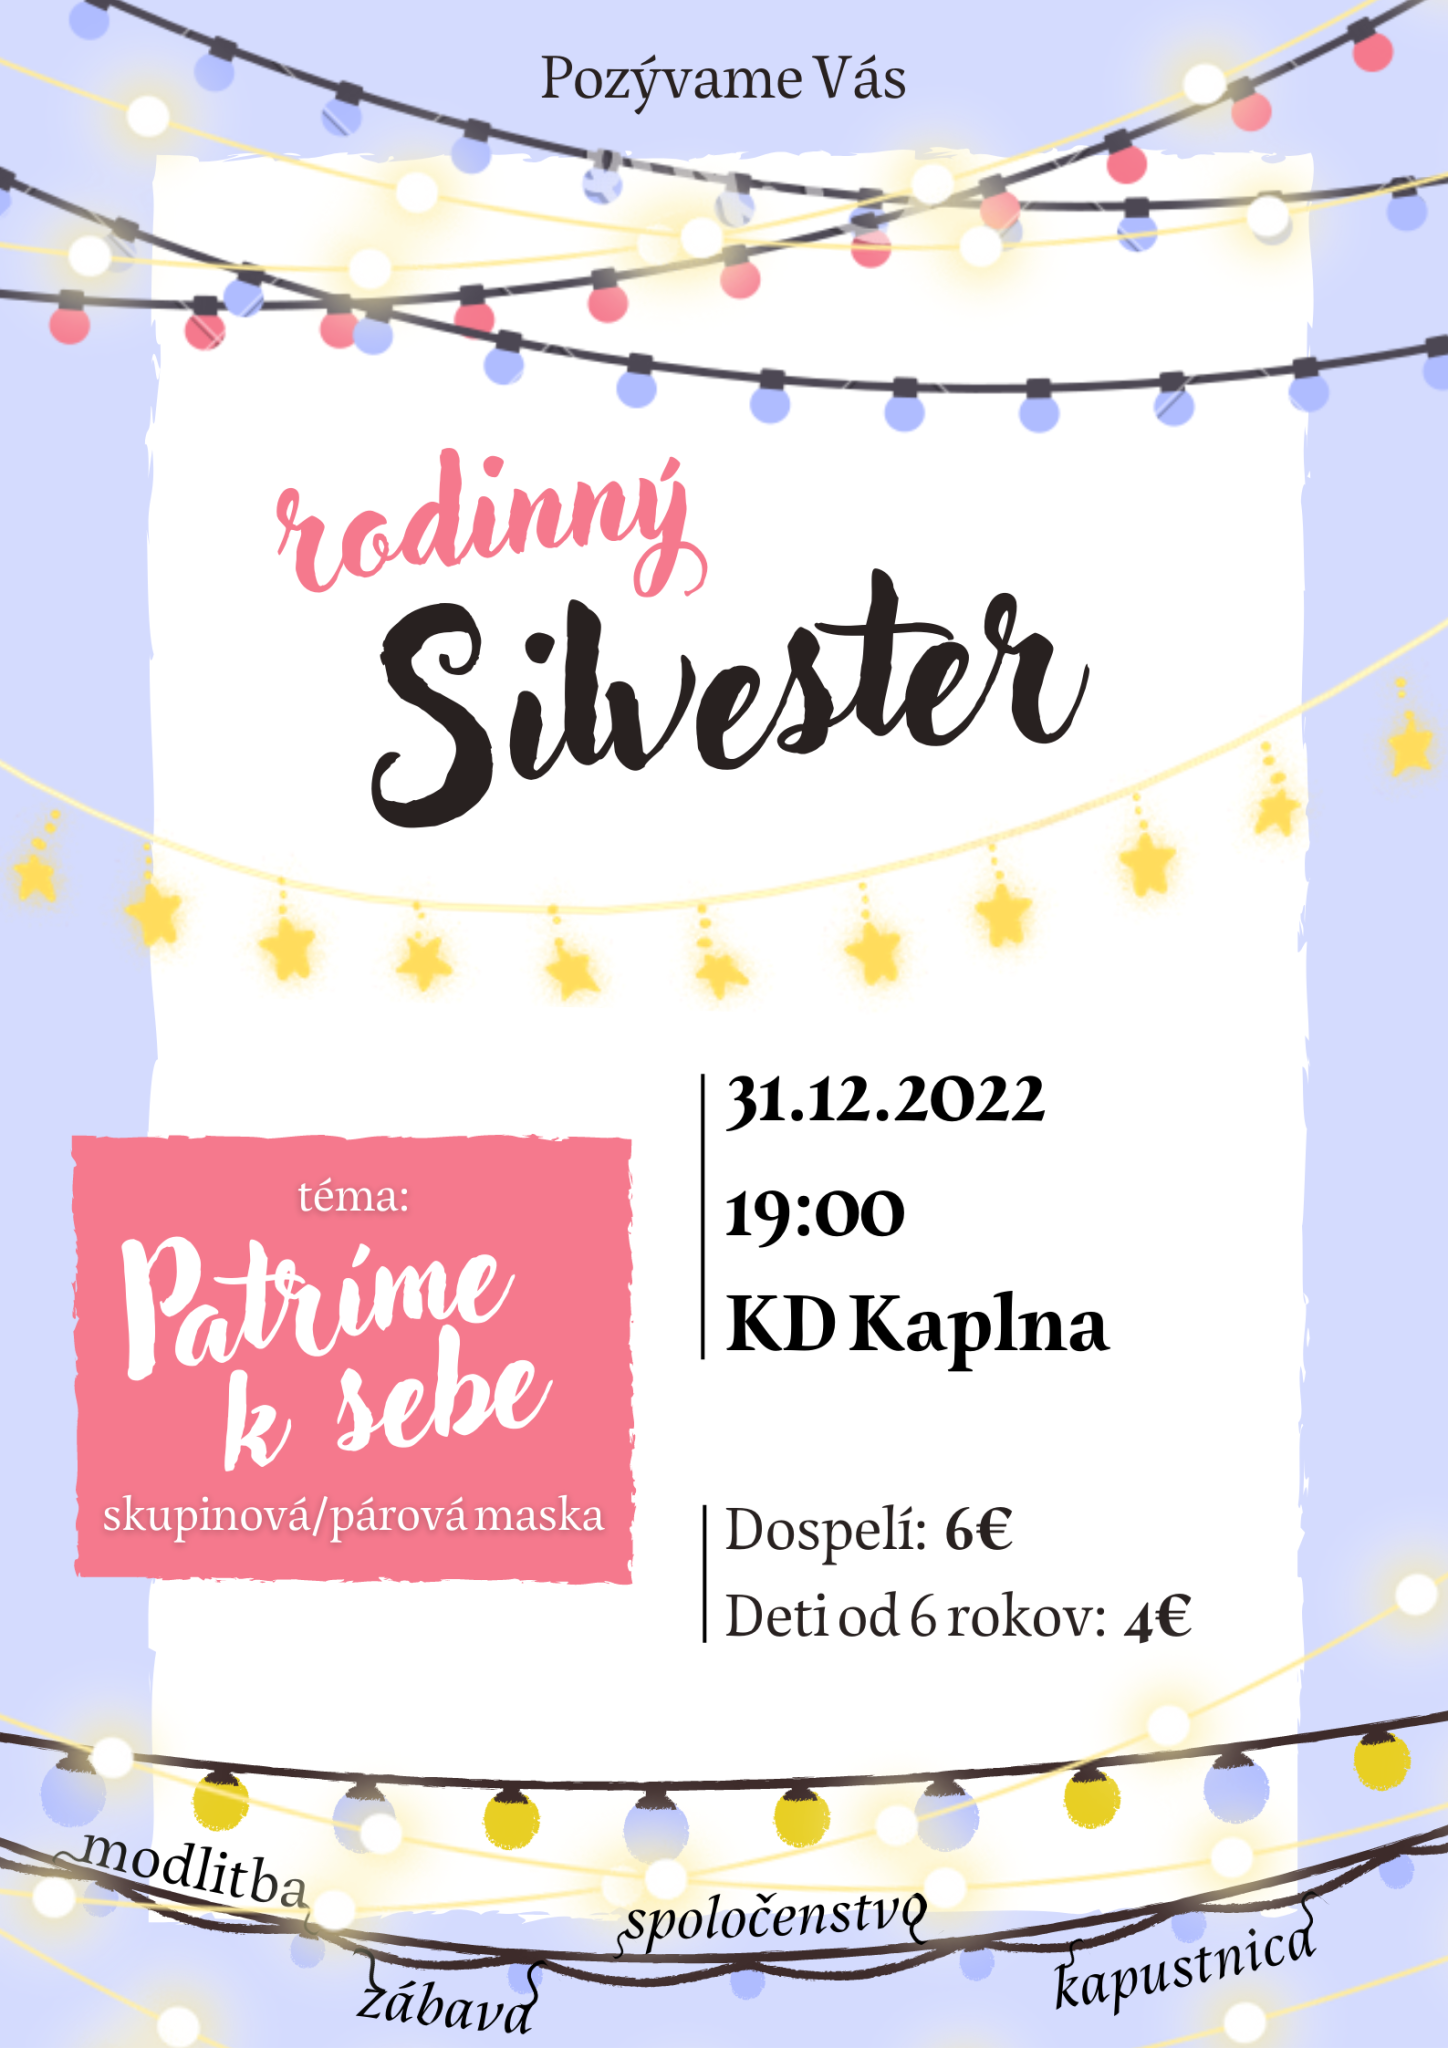 Pozývame Vás
rodinný
Silvester
31.12.2022
19:00
KD Kaplna
téma:
Patríme
k sebe
skupinová/párová maska
Dospelí: 6€
Deti od 6 rokov: 4€
modlitba
zábava
spoločenstvo
kapustnica